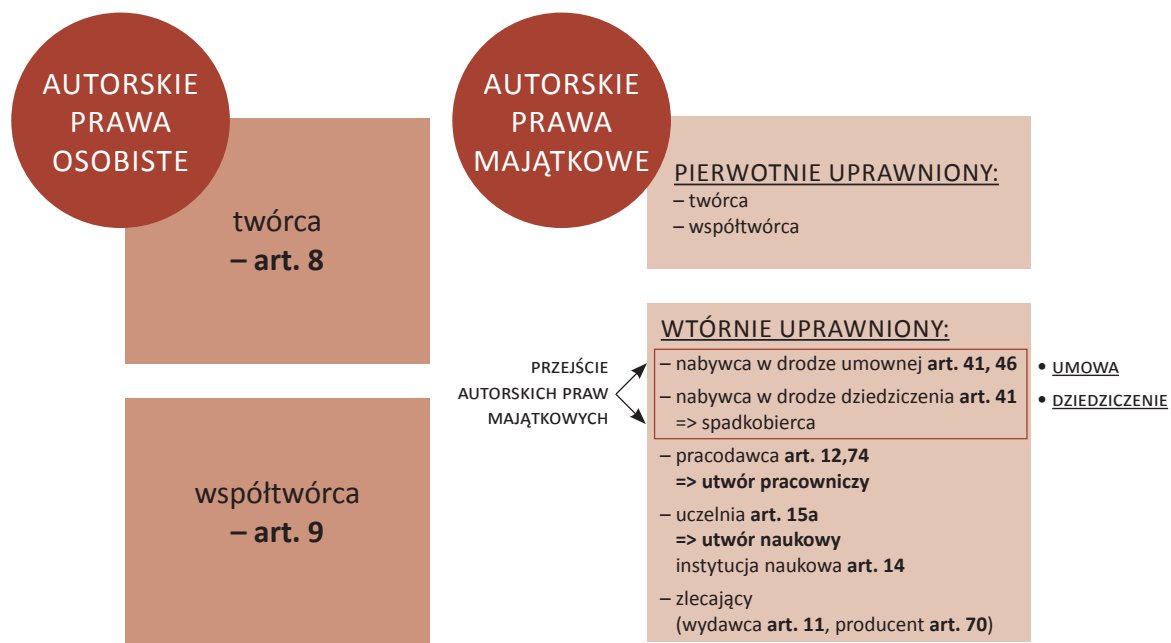 AUTORSKIE
PRAWA
OSOBISTE
twórca
– art. 8
współtwórca
– art. 9
AUTORSKIE
PRAWA
MAJĄTKOWE
PIERWOTNIE UPRAWNIONY:
– twórca
– współtwórca
WTÓRNIE UPRAWNIONY:
PRZEJŚCIE
AUTORSKICH PRAW
MAJĄTKOWYCH
– nabywca w drodze umownej art. 41, 46
– nabywca w drodze dziedziczenia art. 41
=> spadkobierca
• UMOWA
• DZIEDZICZENIE
– pracodawca art. 12,74
=> utwór pracowniczy
– uczelnia art. 15a
=> utwór naukowy
instytucja naukowa art. 14
– zlecający
(wydawca art. 11, producent art. 70)